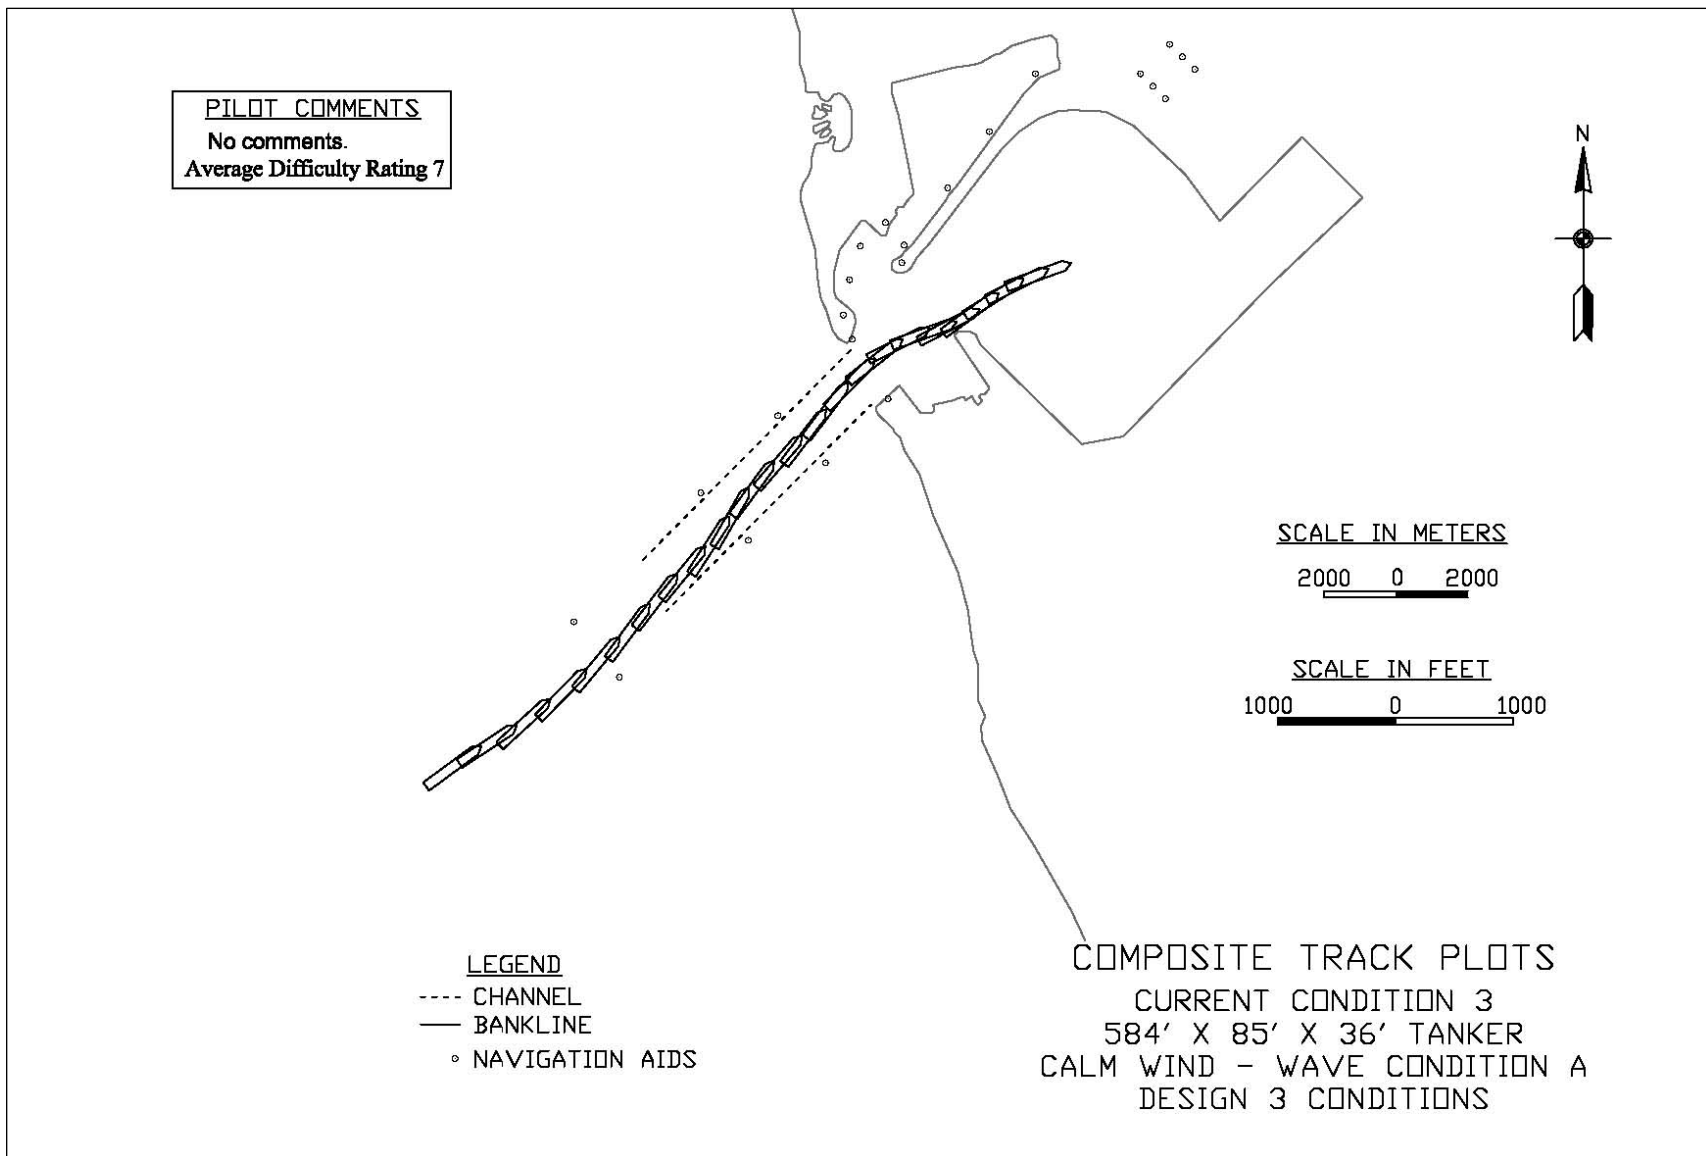 PILOT COMMENTS
No comments.
Average Difficulty Rating 7
N
SCALE IN METERS
2000 0 2000
SCALE IN FEET
1000 0 1000
LEGEND
CHANNEL
BANKLINE
NAVIGATION AIDS
COMPOSITE TRACK PLOTS
CURRENT CONDITION 3
584' X 85' X 36' TANKER
CALM WIND - WAVE CONDITION A
DESIGN 3 CONDITIONS